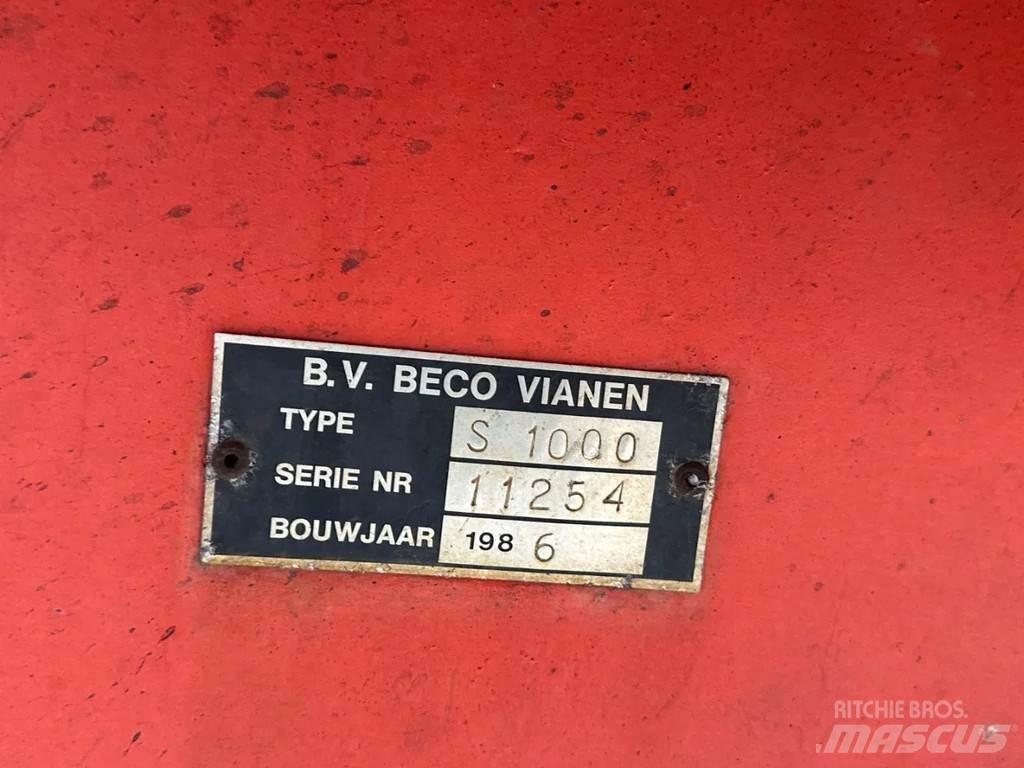 B.V. BECO VIANEN
TYPE S 1000
SERIE NR 11254
BOUWJAAR 198 6
RITCHIE BROS.
MASCUS